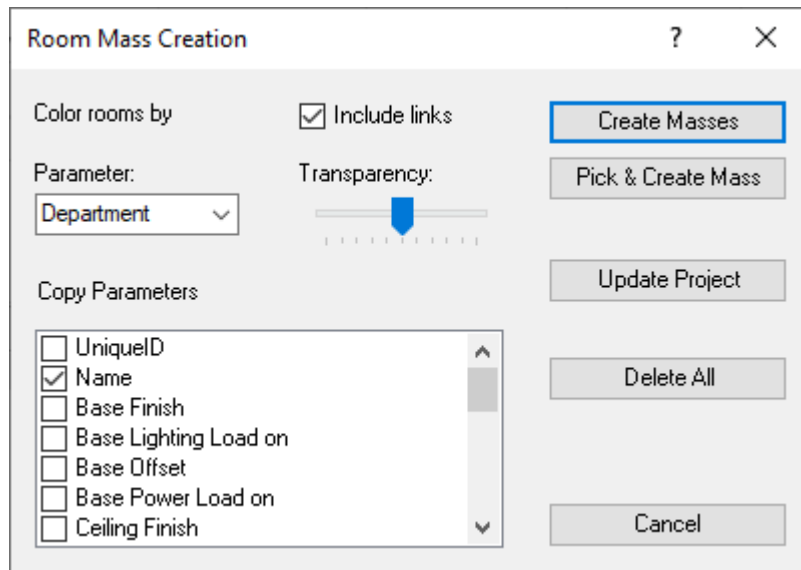 Room Mass Creation
?
Color rooms by
Include links
Create Masses
Parameter:
Transparency:
Pick & Create Mass
Department
Update Project
Copy Parameters
UniqueID
Name
Base Finish
Base Lighting Load on
Base Offset
Base Power Load on
Ceiling Finish
Delete All
Cancel